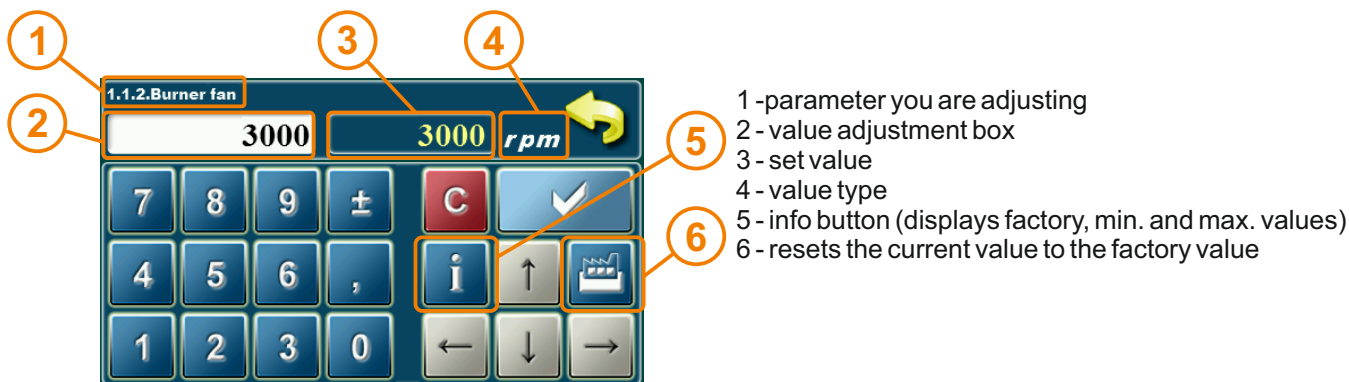 1 3 4
1.1.2.Burner fan
2 3000 3000 rpm 5
7 8 9 ± C
6
4 5 6 , i ↑
1 2 3 0 ← ↓ →
1 -parameter you are adjusting
2 - value adjustment box
3 - set value
4 - value type
5 - info button (displays factory, min. and max. values)
6 - resets the current value to the factory value